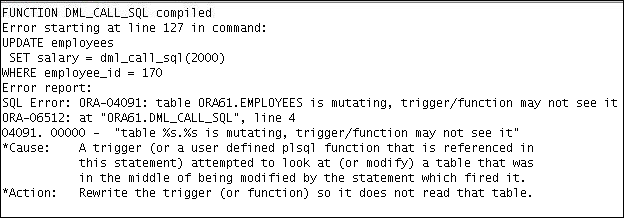 FUNCTION DML_CALL_SQL compiled
Error starting at line 127 in command:
UPDATE employees
SET salary = dml_call_sql(2000)
WHERE employee_id = 170
Error report:
SQL Error: ORA-04091: table ORA61.EMPLOYEES is mutating, trigger/function may not see it
ORA-06512: at "ORA61.DML_CALL_SQL", line 4
04091. 00000 -  "table %s.%s is mutating, trigger/function may not see it"
*Cause:    A trigger (or a user defined plsql function that is referenced in
this statement) attempted to look at (or modify) a table that was
in the middle of being modified by the statement which fired it.
*Action:   Rewrite the trigger (or function) so it does not read that table.